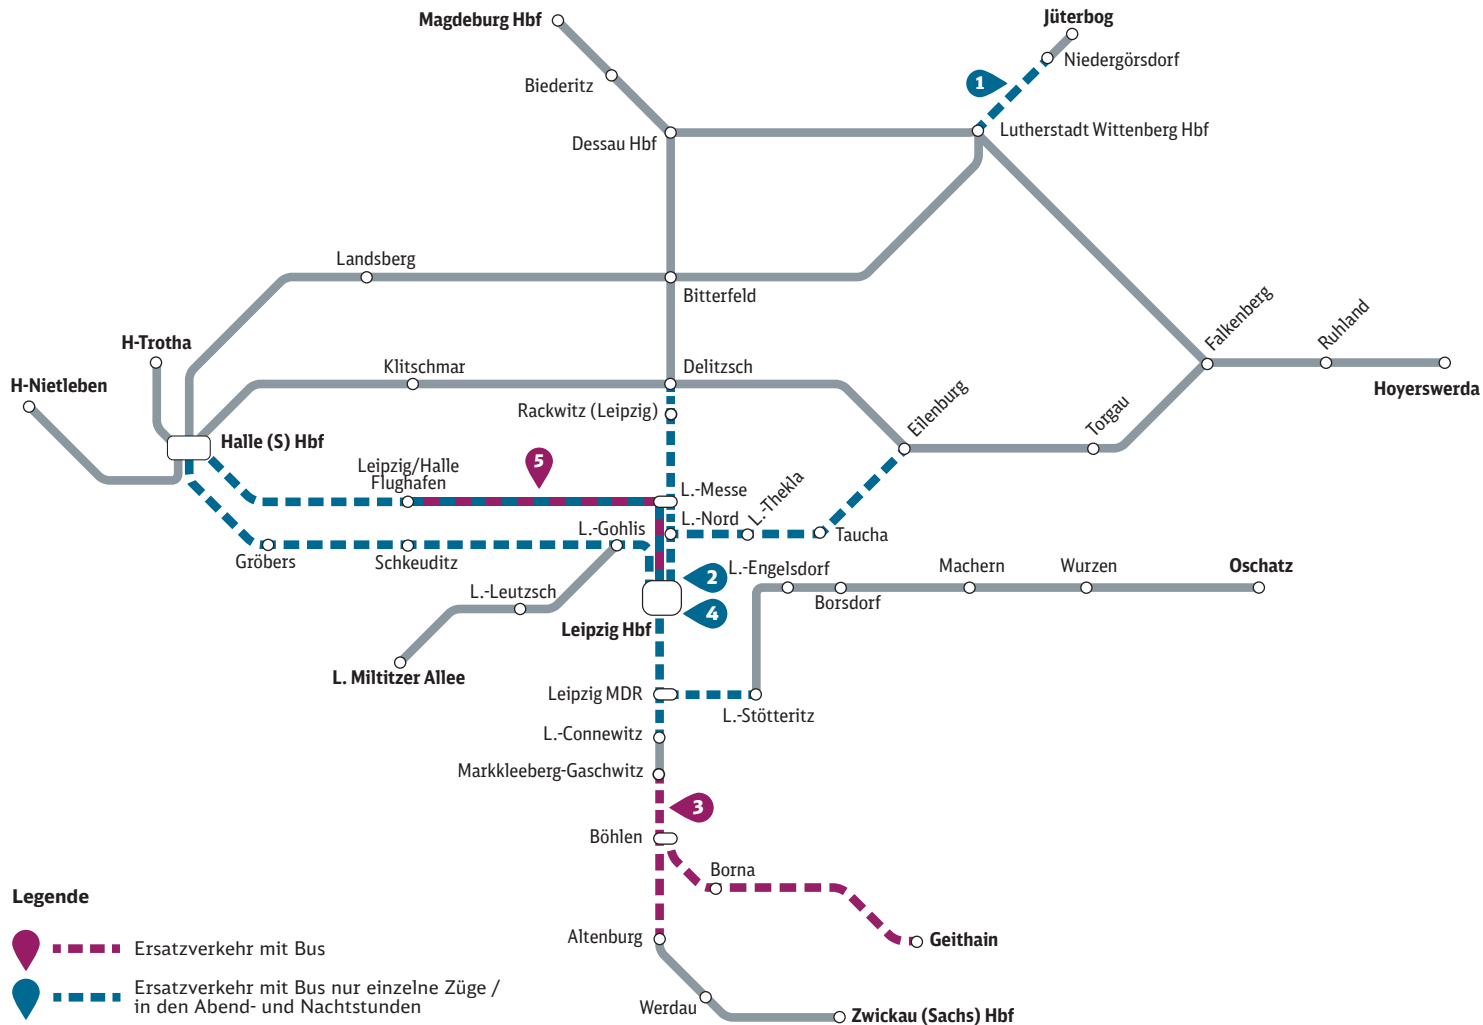 Magdeburg Hbf
Jüterbog
Niedergörsdorf
Biederitz
1
Lutherstadt Wittenberg Hbf
Dessau Hbf
Landsberg
Bitterfeld
H-Trotha
Klitschmar
Delitzsch
Falkenberg
Ruhland
Hoyerswerda
H-Nietleben
Rackwitz (Leipzig)
Eilenburg
Torgau
Halle (S) Hbf
Leipzig/Halle
Flughafen
5
L.-Messe
L.-Thekla
L.-Nord
L.-Gohlis
Taucha
Gröbers
Schkeuditz
2
L.-Engelsdorf
Machern
Wurzen
Oschatz
L.-Leutzsch
Borsdorf
4
Leipzig Hbf
L. Miltitzer Allee
Leipzig MDR
L.-Stötteritz
L.-Connewitz
Markkleeberg-Gaschwitz
3
Böhlen
Borna
Altenburg
Geithain
Werdau
Zwickau (Sachs) Hbf
Legende
Ersatzverkehr mit Bus
Ersatzverkehr mit Bus nur einzelne Züge /
in den Abend- und Nachtstunden